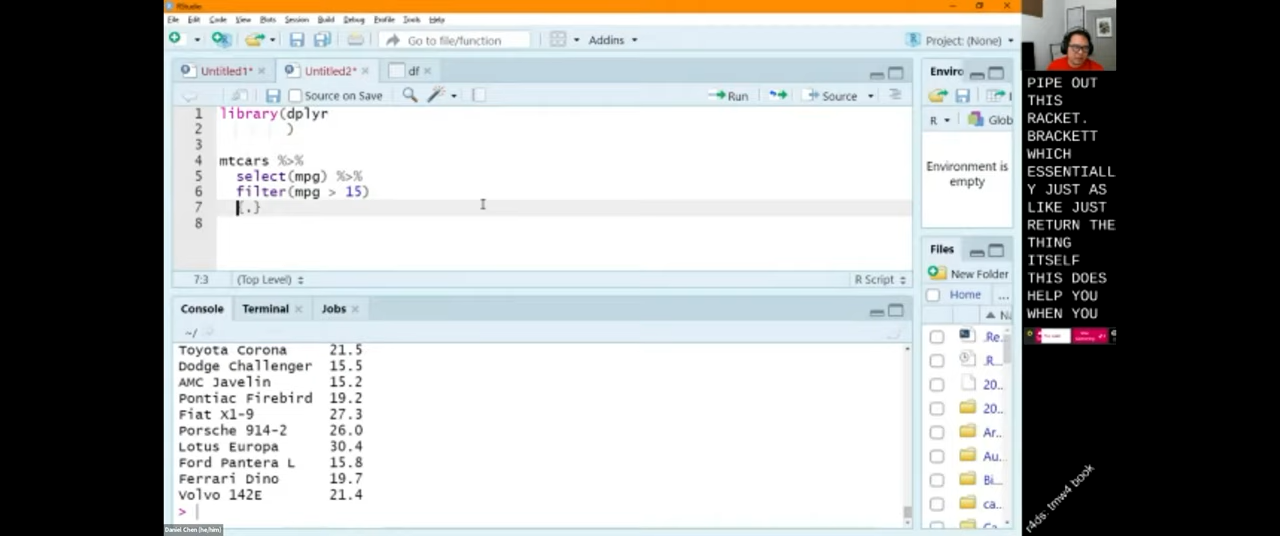 RStudio
File Edit Code View Plots Session Build Debug Profile Tools Help
Go to file/function Addins Project: (None)
Untitled1* Untitled2* df
Source on Save Run Source
1 library(dplyr
2 )
3
4 mtcars %>%
5 select(mpg) %>%
6 filter(mpg > 15)
7 {.}
8
7:3 (Top Level) R Script
Console Terminal Jobs
~/
Toyota Corona 21.5
Dodge Challenger 15.5
AMC Javelin 15.2
Pontiac Firebird 19.2
Fiat X1-9 27.3
Porsche 914-2 26.0
Lotus Europa 30.4
Ford Pantera L 15.8
Ferrari Dino 19.7
Volvo 142E 21.4
>
Daniel Chen (he/him)
Enviro
R Glob
Environment is
empty
Files
New Folder
Home ...
Na
.Re...
.R...
20..
20..
Ar..
Au..
Bi...
ca...
PIPE OUT
THIS
RACKET.
BRACKETT
WHICH
ESSENTIALL
Y JUST AS
LIKE JUST
RETURN THE
THING
ITSELF
THIS DOES
HELP YOU
WHEN YOU
r4ds: tmw4 book